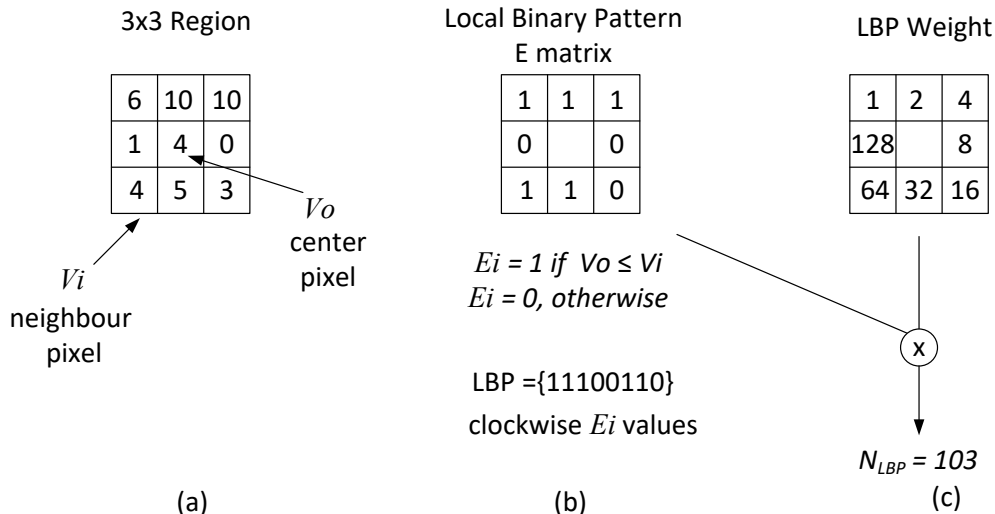 3x3 Region
6 10 10
1 4 0
4 5 3
Vo
center
pixel
Vi
neighbour
pixel
(a)
Local Binary Pattern
E matrix
1 1 1
0 0
1 1 0
Ei = 1 if Vo ≤ Vi
Ei = 0, otherwise
LBP ={11100110}
clockwise Ei values
(b)
LBP Weight
1 2 4
128 8
64 32 16
x
N_LBP = 103
(c)